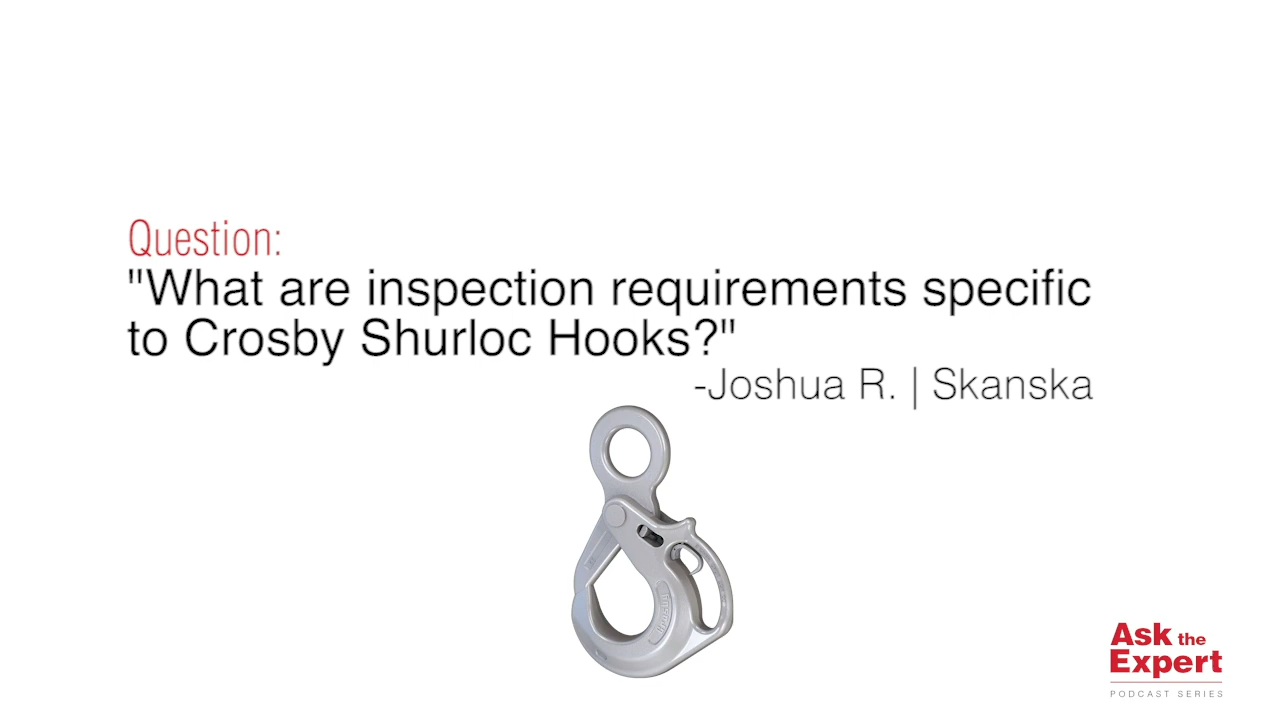 Question:
"What are inspection requirements specific
to Crosby Shurloc Hooks?"
-Joshua R. | Skanska
Ask the
Expert
PODCAST SERIES